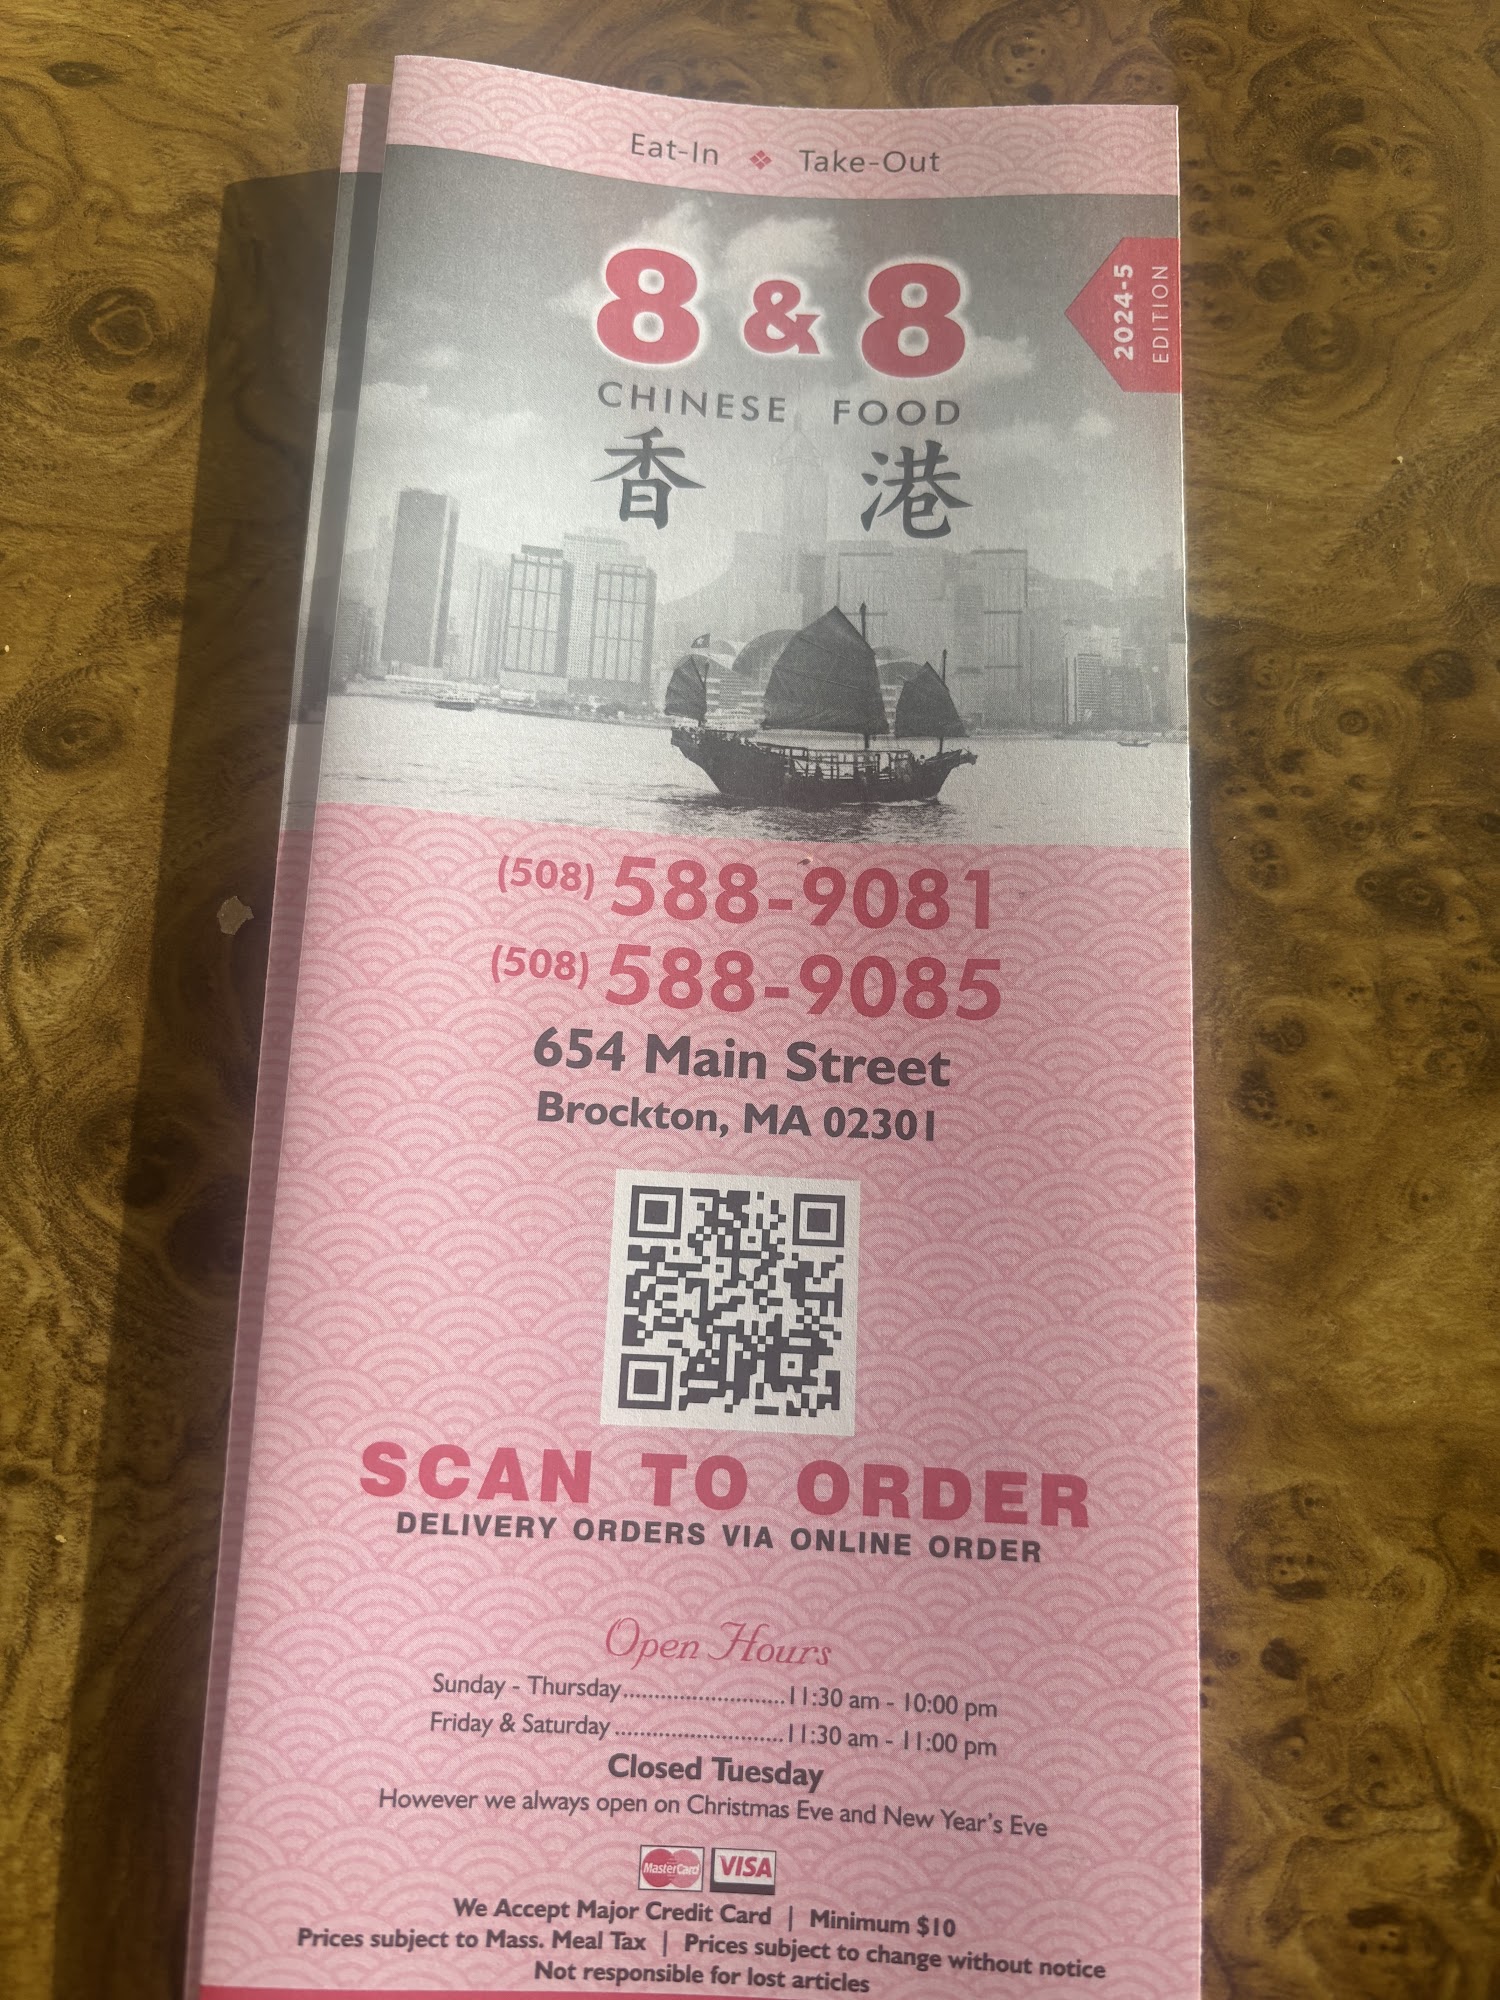 Eat-In Take-Out
8 & 8
CHINESE FOOD
香 港
2024-5
EDITION
(508) 588-9081
(508) 588-9085
654 Main Street
Brockton, MA 02301
SCAN TO ORDER
DELIVERY ORDERS VIA ONLINE ORDER
Open Hours
Sunday - Thursday..........................11:30 am - 10:00 pm
Friday & Saturday...........................11:30 am - 11:00 pm
Closed Tuesday
However we always open on Christmas Eve and New Year's Eve
MasterCard VISA
We Accept Major Credit Card | Minimum $10
Prices subject to Mass. Meal Tax | Prices subject to change without notice
Not responsible for lost articles